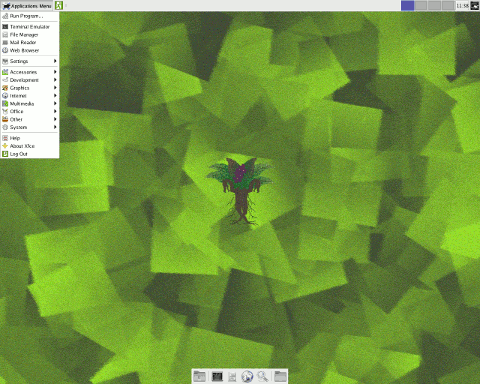 Applications Menu
11:38
Run Program...
Terminal Emulator
File Manager
Mail Reader
Web Browser
Settings
Accessories
Development
Graphics
Internet
Multimedia
Office
Other
System
Help
About Xfce
Log Out